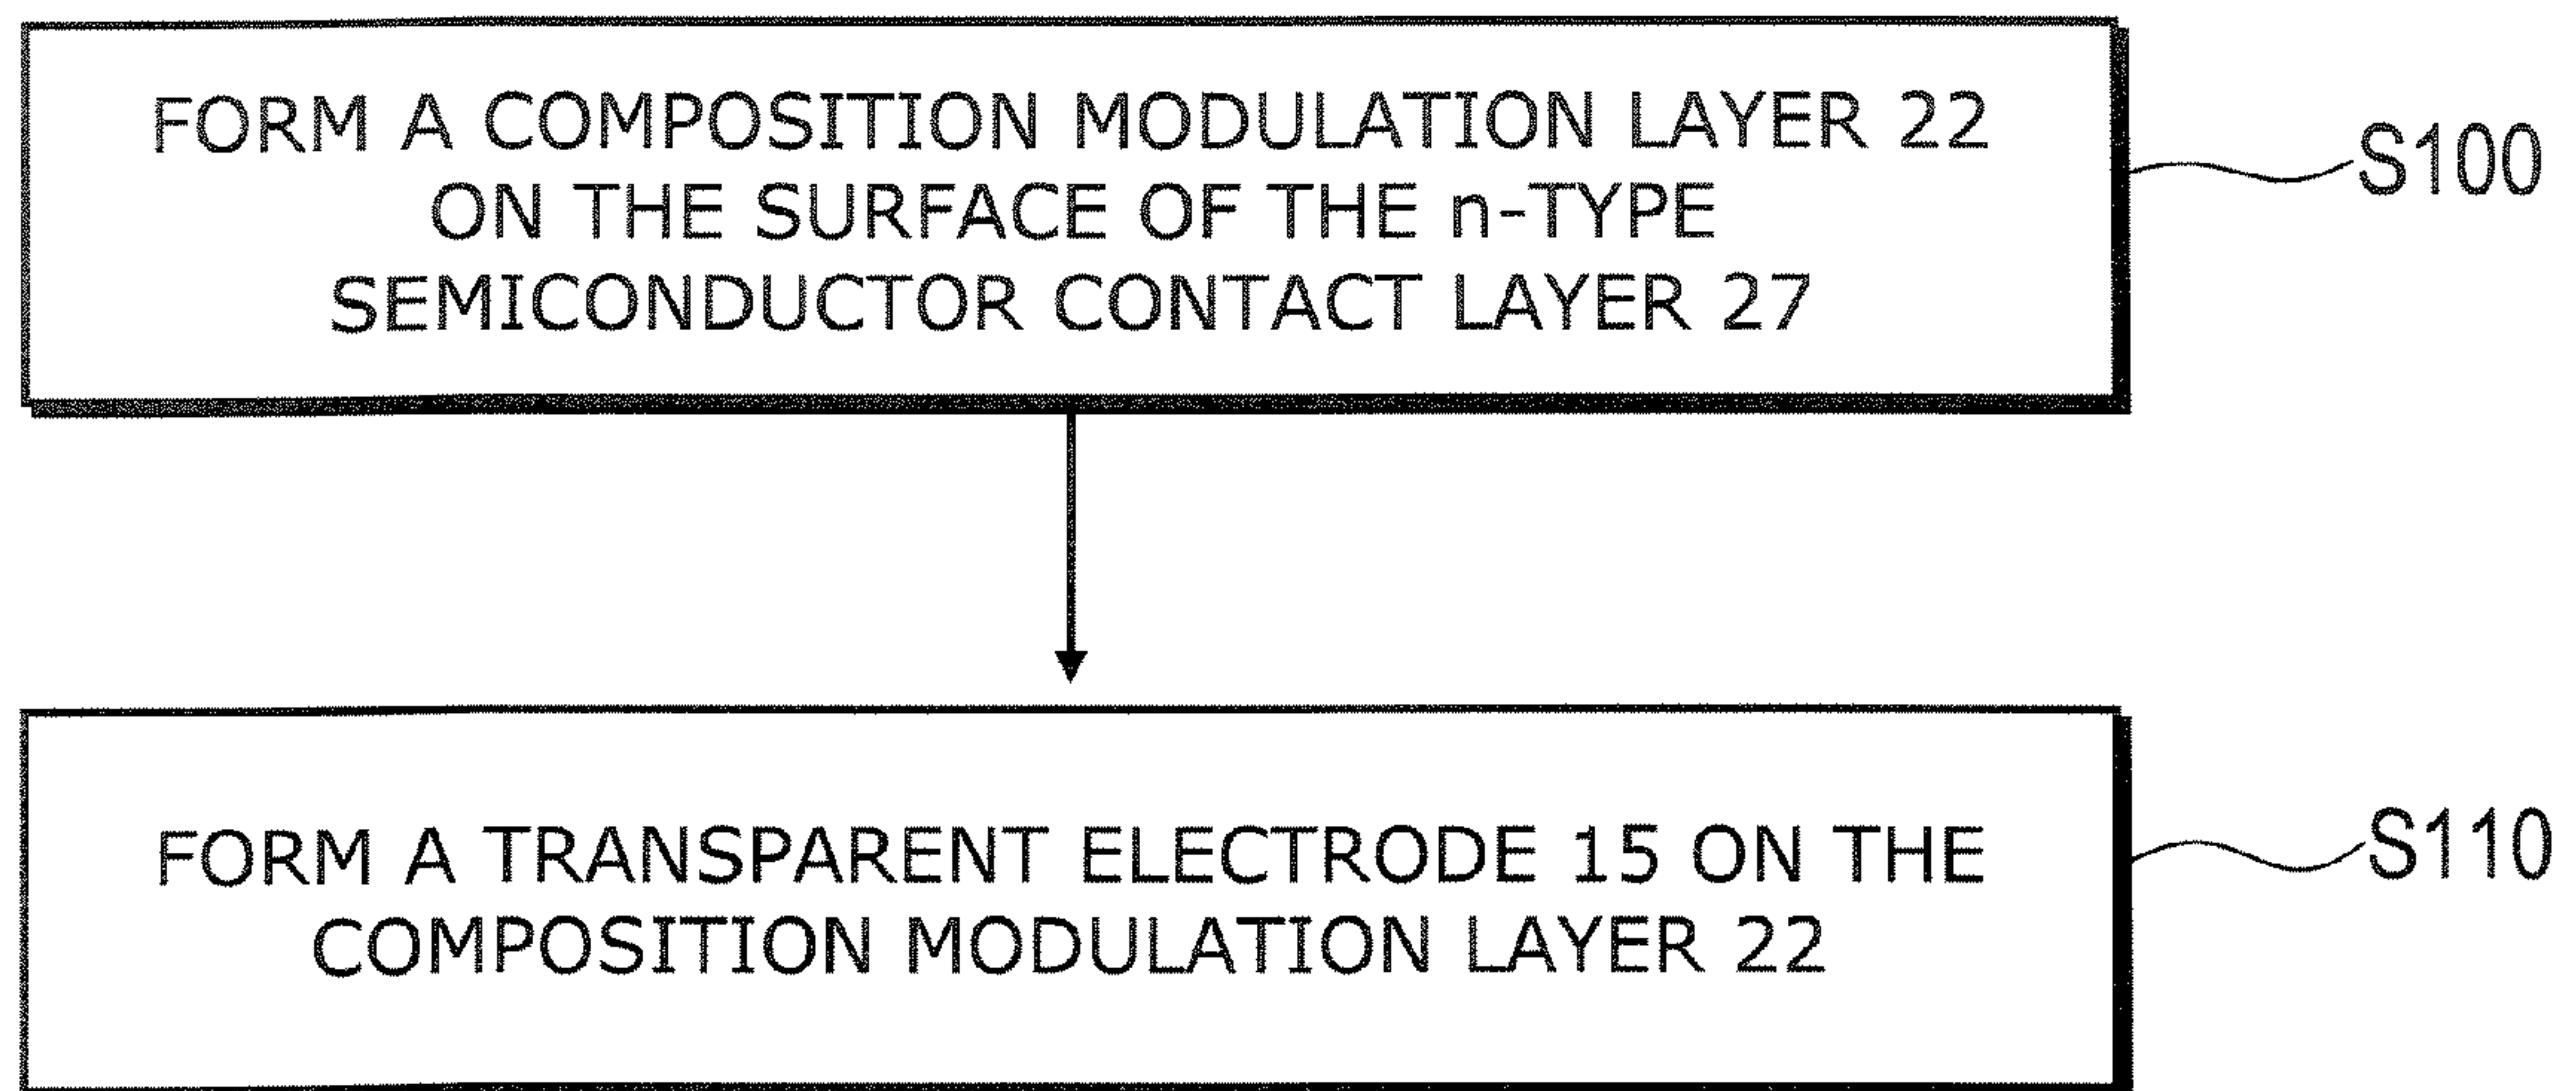 FORM A COMPOSITION MODULATION LAYER 22
ON THE SURFACE OF THE n-TYPE
SEMICONDUCTOR CONTACT LAYER 27
S100
FORM A TRANSPARENT ELECTRODE 15 ON THE
COMPOSITION MODULATION LAYER 22
S110